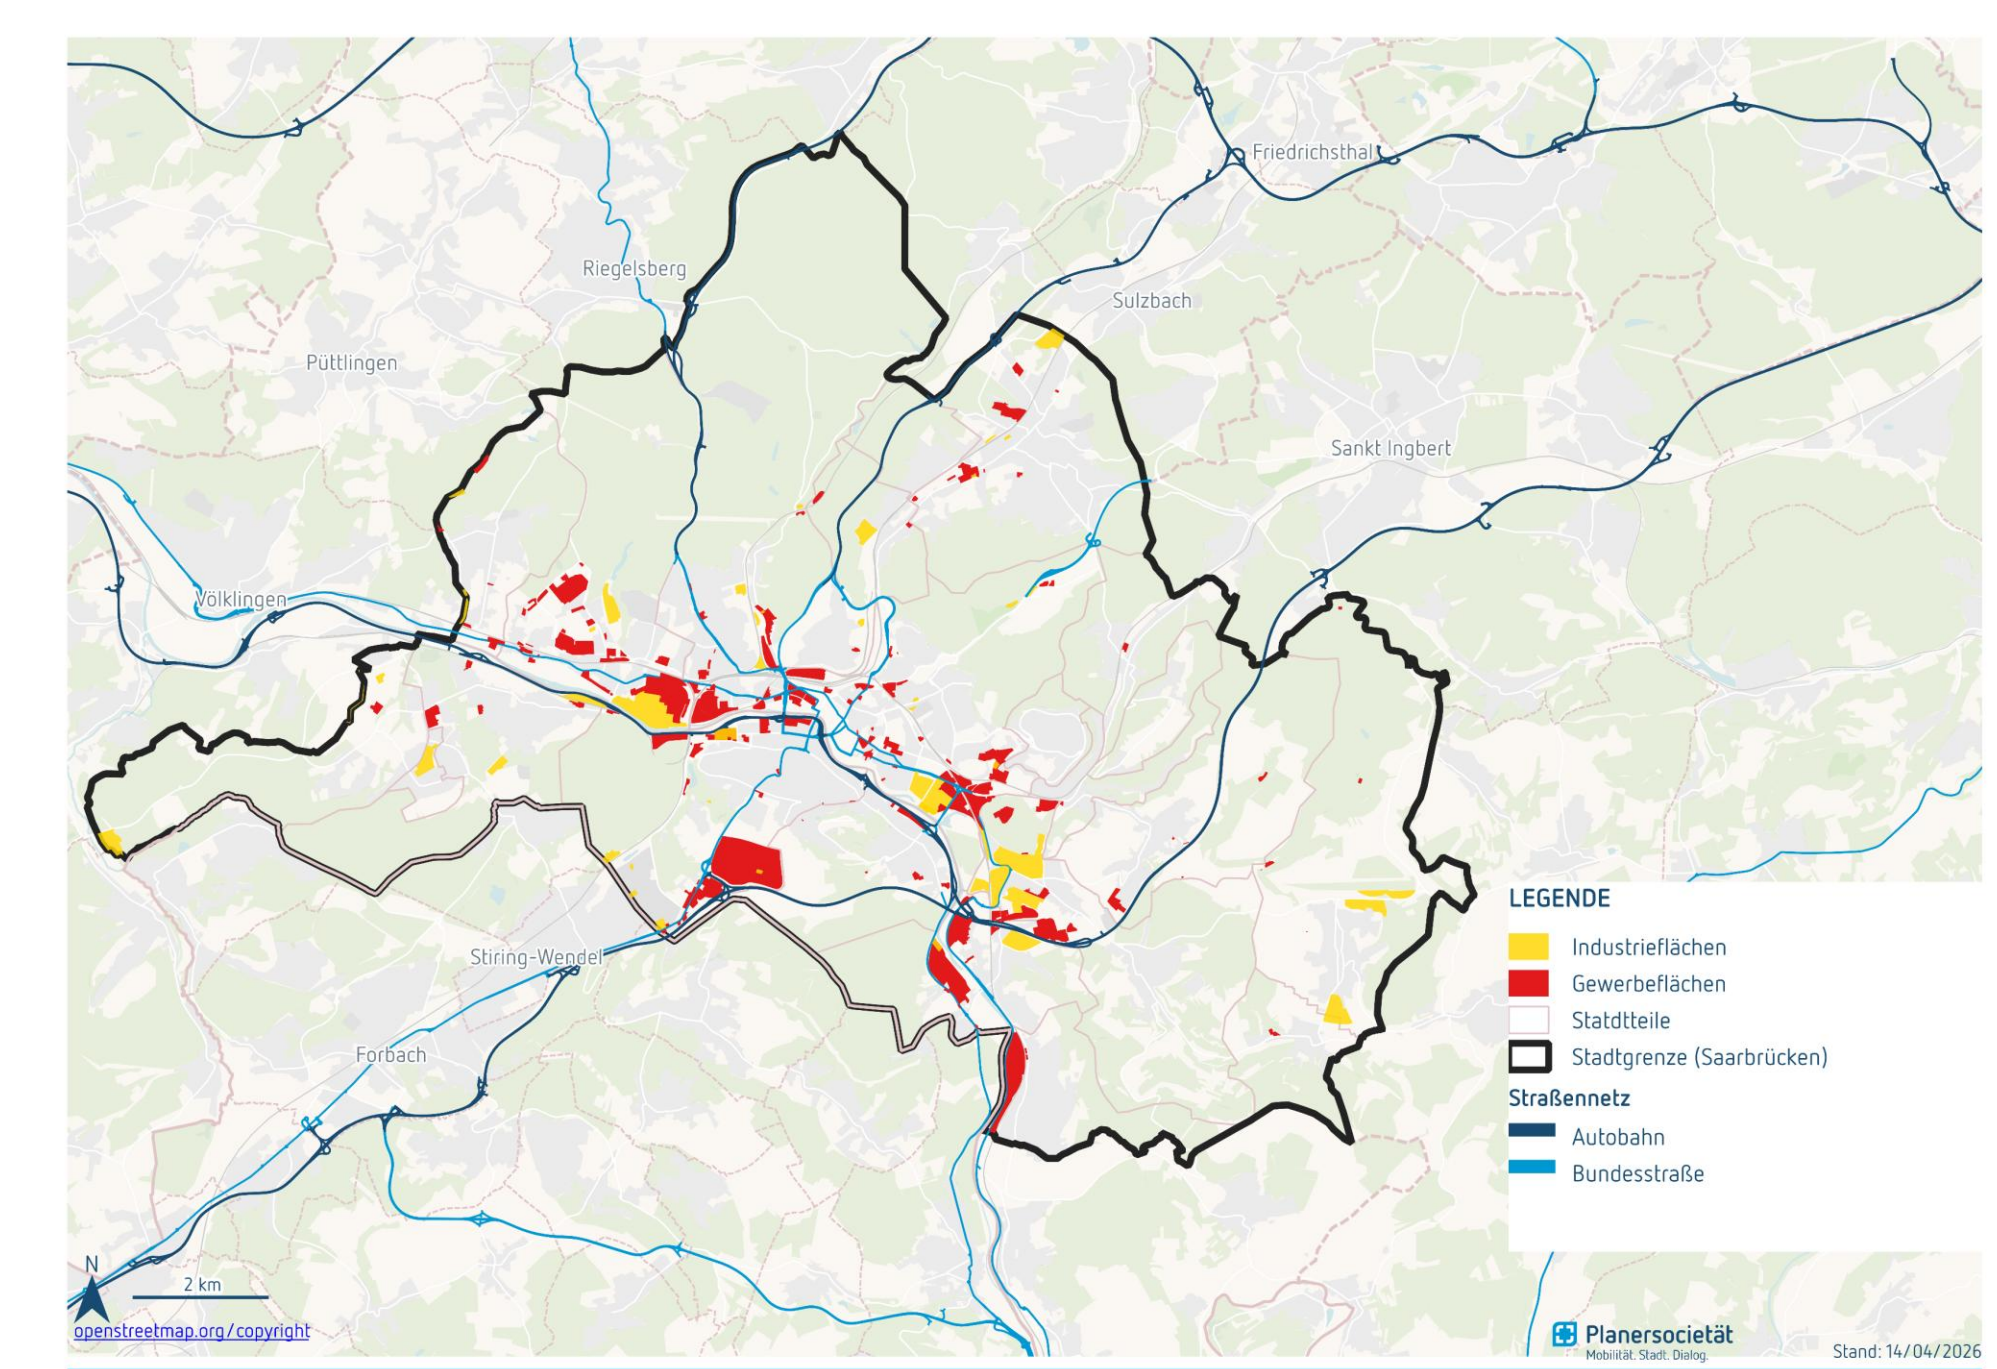 Friedrichsthal
Riegelsberg
Sulzbach
Püttlingen
Sankt Ingbert
Völklingen
Stiring-Wendel
Forbach
LEGENDE
Industrieflächen
Gewerbeflächen
Statdtteile
Stadtgrenze (Saarbrücken)
Straßennetz
Autobahn
Bundesstraße
N
2 km
openstreetmap.org/copyright
Planersocietät
Mobilität. Stadt. Dialog.
Stand: 14/04/2026